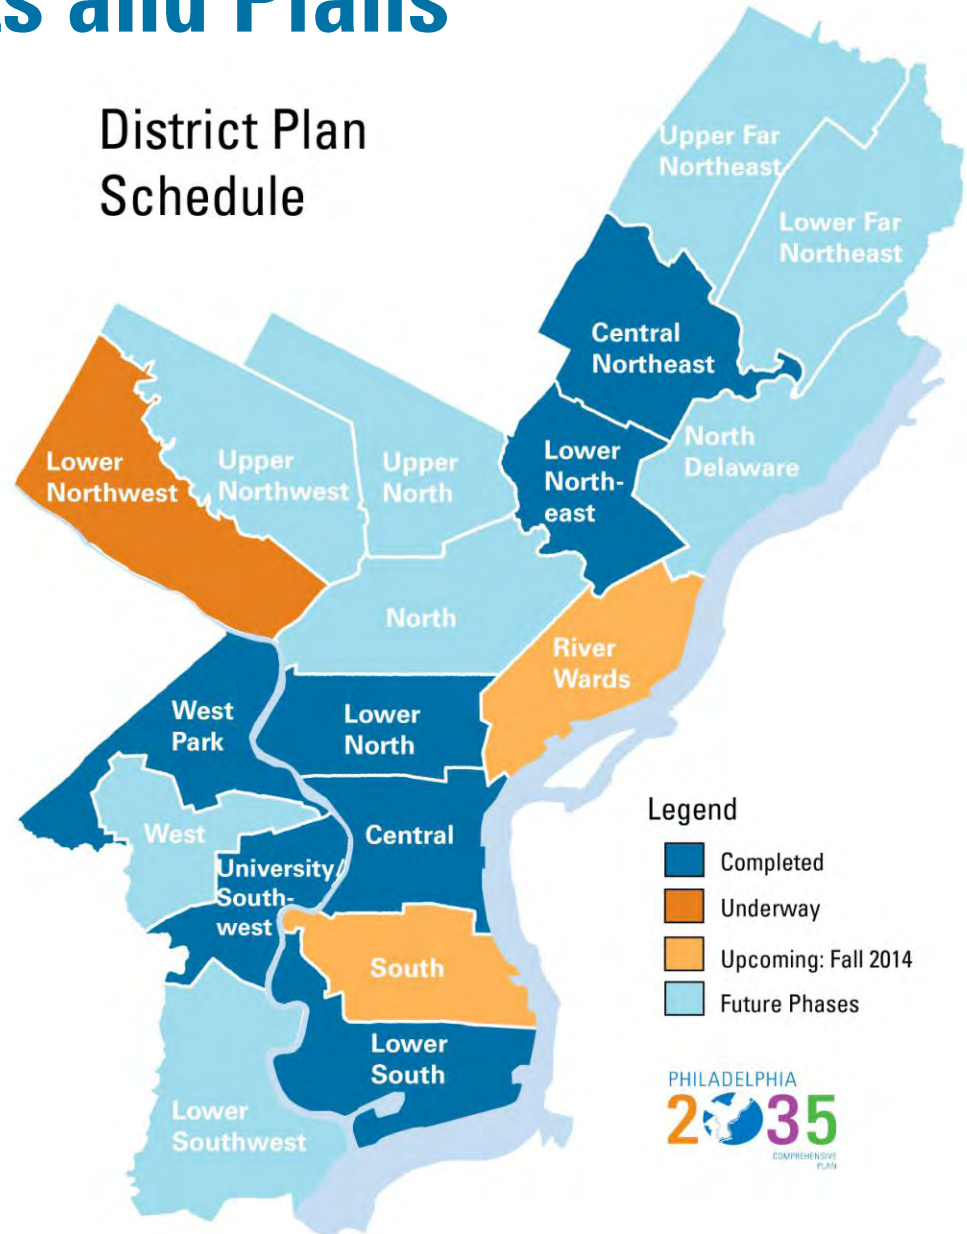 s and Plans
District Plan
Schedule
Upper Far
Northeast
Lower Far
Northeast
Central
Northeast
North
Delaware
Lower
North-
east
Lower
Northwest
Upper
Northwest
Upper
North
North
River
Wards
West
Park
Lower
North
West
Central
University/
South-
west
South
Lower
South
Lower
Southwest
Legend
Completed
Underway
Upcoming: Fall 2014
Future Phases
PHILADELPHIA
2035
COMPREHENSIVE
PLAN